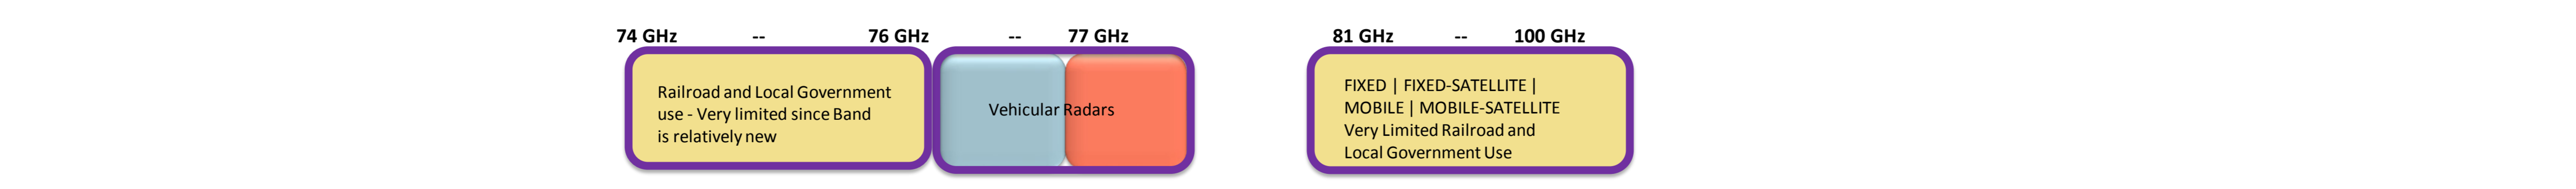 74 GHz -- 76 GHz -- 77 GHz 81 GHz -- 100 GHz
Railroad and Local Government
use - Very limited since Band
is relatively new
Vehicular Radars
FIXED | FIXED-SATELLITE |
MOBILE | MOBILE-SATELLITE
Very Limited Railroad and
Local Government Use